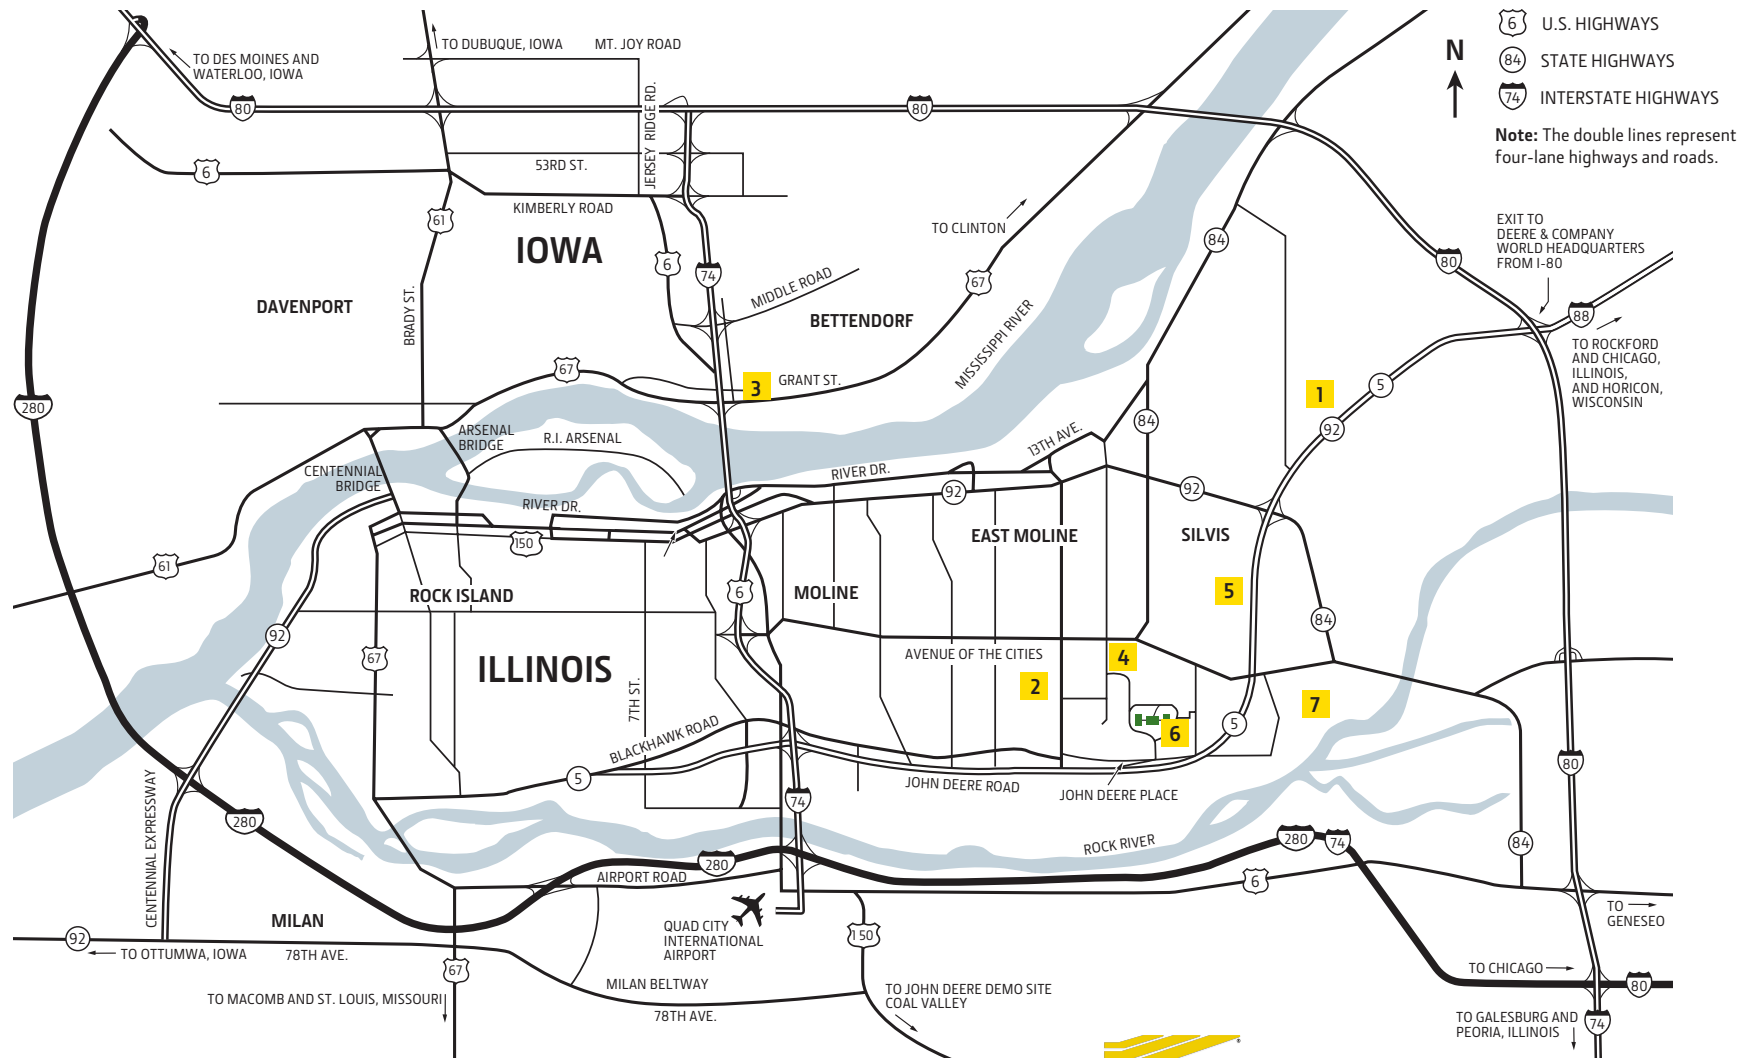 6 U.S. HIGHWAYS
84 STATE HIGHWAYS
74 INTERSTATE HIGHWAYS
N
Note: The double lines represent
four-lane highways and roads.
TO DES MOINES AND
WATERLOO, IOWA
TO DUBUQUE, IOWA
MT. JOY ROAD
80
80
JERSEY RIDGE RD.
53RD ST.
6
KIMBERLY ROAD
61
IOWA
6
74
TO CLINTON
84
67
80
EXIT TO
DEERE & COMPANY
WORLD HEADQUARTERS
FROM I-80
88
TO ROCKFORD
AND CHICAGO,
ILLINOIS,
AND HORICON,
WISCONSIN
DAVENPORT
BRADY ST.
MIDDLE ROAD
BETTENDORF
MISSISSIPPI RIVER
67
3
GRANT ST.
280
1
5
92
84
ARSENAL
BRIDGE
R.I. ARSENAL
13TH AVE.
CENTENNIAL
BRIDGE
RIVER DR.
RIVER DR.
92
92
150
EAST MOLINE
SILVIS
61
ROCK ISLAND
6
MOLINE
5
84
92
67
ILLINOIS
AVENUE OF THE CITIES
4
2
7TH ST.
7
6
5
BLACKHAWK ROAD
5
JOHN DEERE ROAD
JOHN DEERE PLACE
80
74
CENTENNIAL EXPRESSWAY
280
ROCK RIVER
280
74
84
280
AIRPORT ROAD
6
MILAN
QUAD CITY
INTERNATIONAL
AIRPORT
150
TO
GENESEO
92
TO OTTUMWA, IOWA
78TH AVE.
67
MILAN BELTWAY
TO CHICAGO
80
TO MACOMB AND ST. LOUIS, MISSOURI
78TH AVE.
TO JOHN DEERE DEMO SITE
COAL VALLEY
TO GALESBURG AND
PEORIA, ILLINOIS
74
®